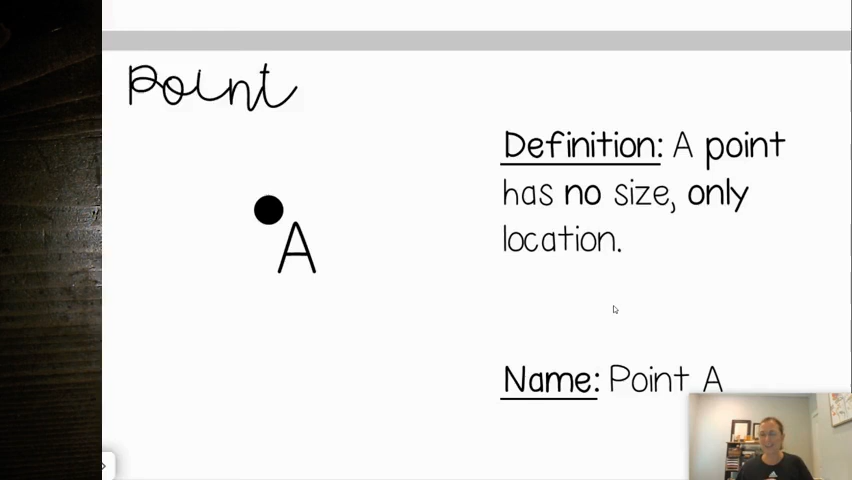 Point
A
Definition: A point
has no size, only
location.
Name: Point A